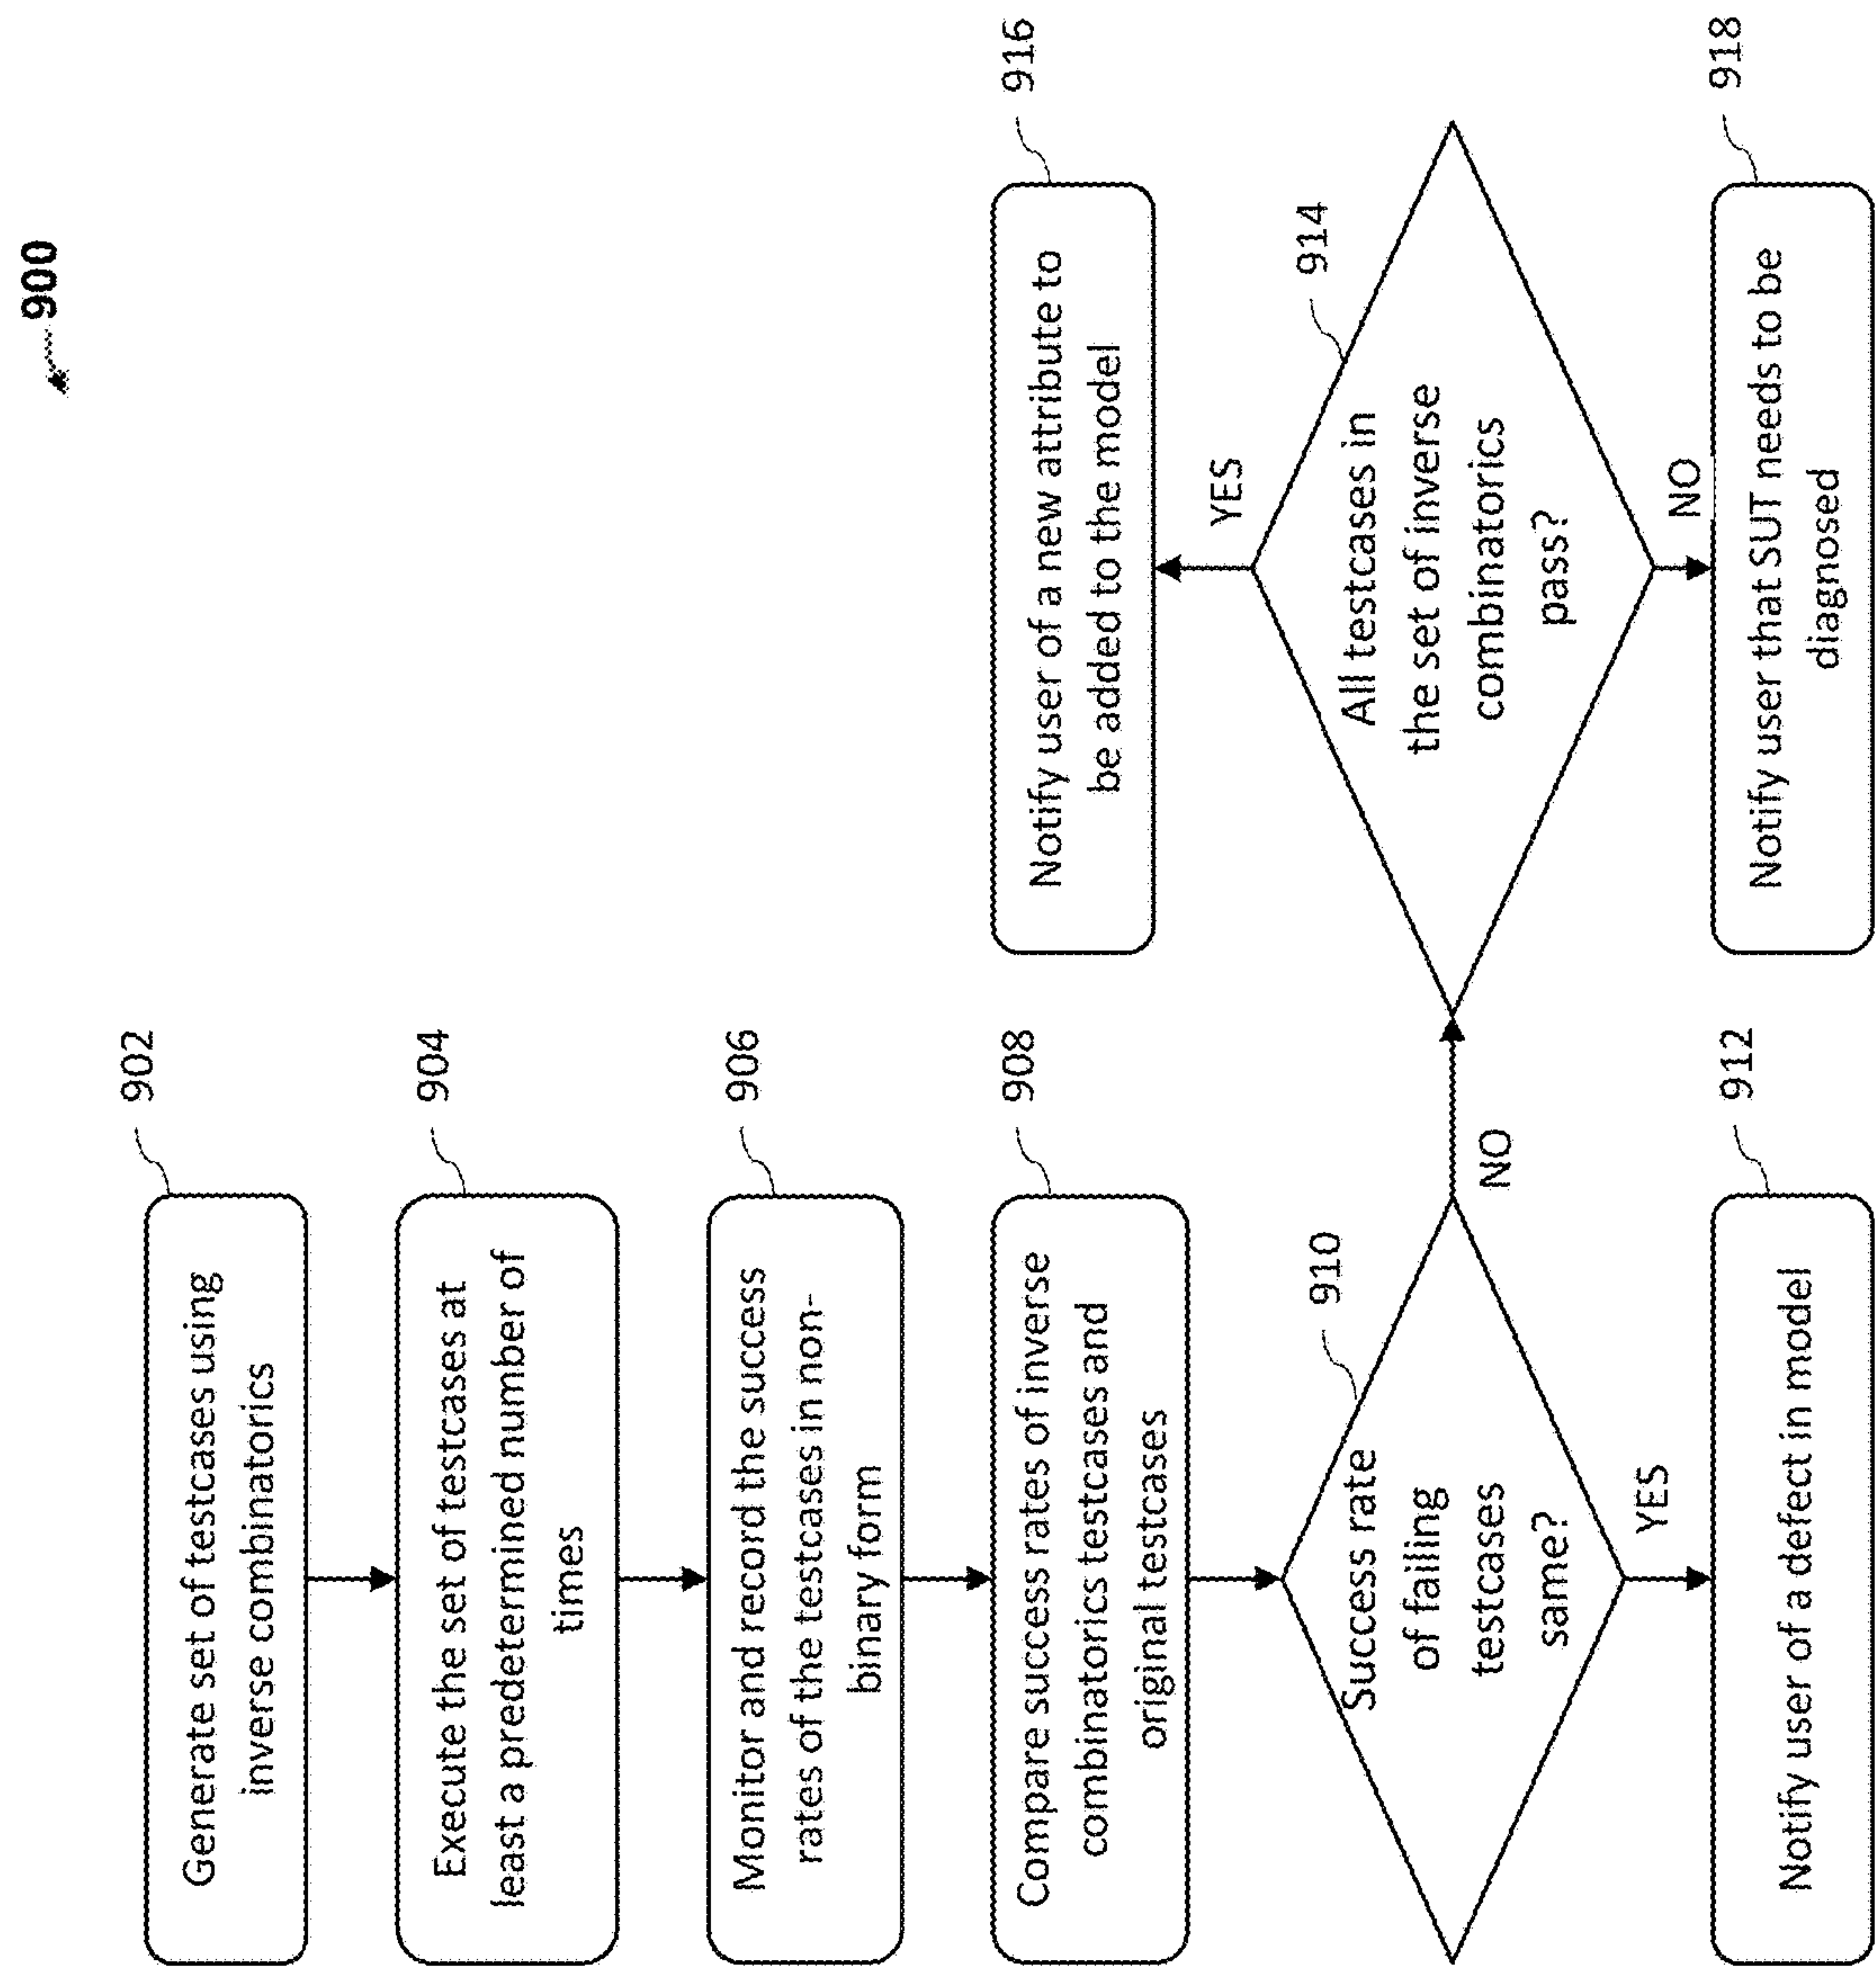 900
902
Generate set of testcases using
inverse combinatorics
904
Execute the set of testcases at
least a predetermined number of
times
906
Monitor and record the success
rates of the testcases in non-
binary form
908
Compare success rates of inverse
combinatorics testcases and
original testcases
910
Success rate
of failing
testcases
same?
YES
NO
912
Notify user of a defect in model
914
All testcases in
the set of inverse
combinatorics
pass?
YES
NO
916
Notify user of a new attribute to
be added to the model
918
Notify user that SUT needs to be
diagnosed